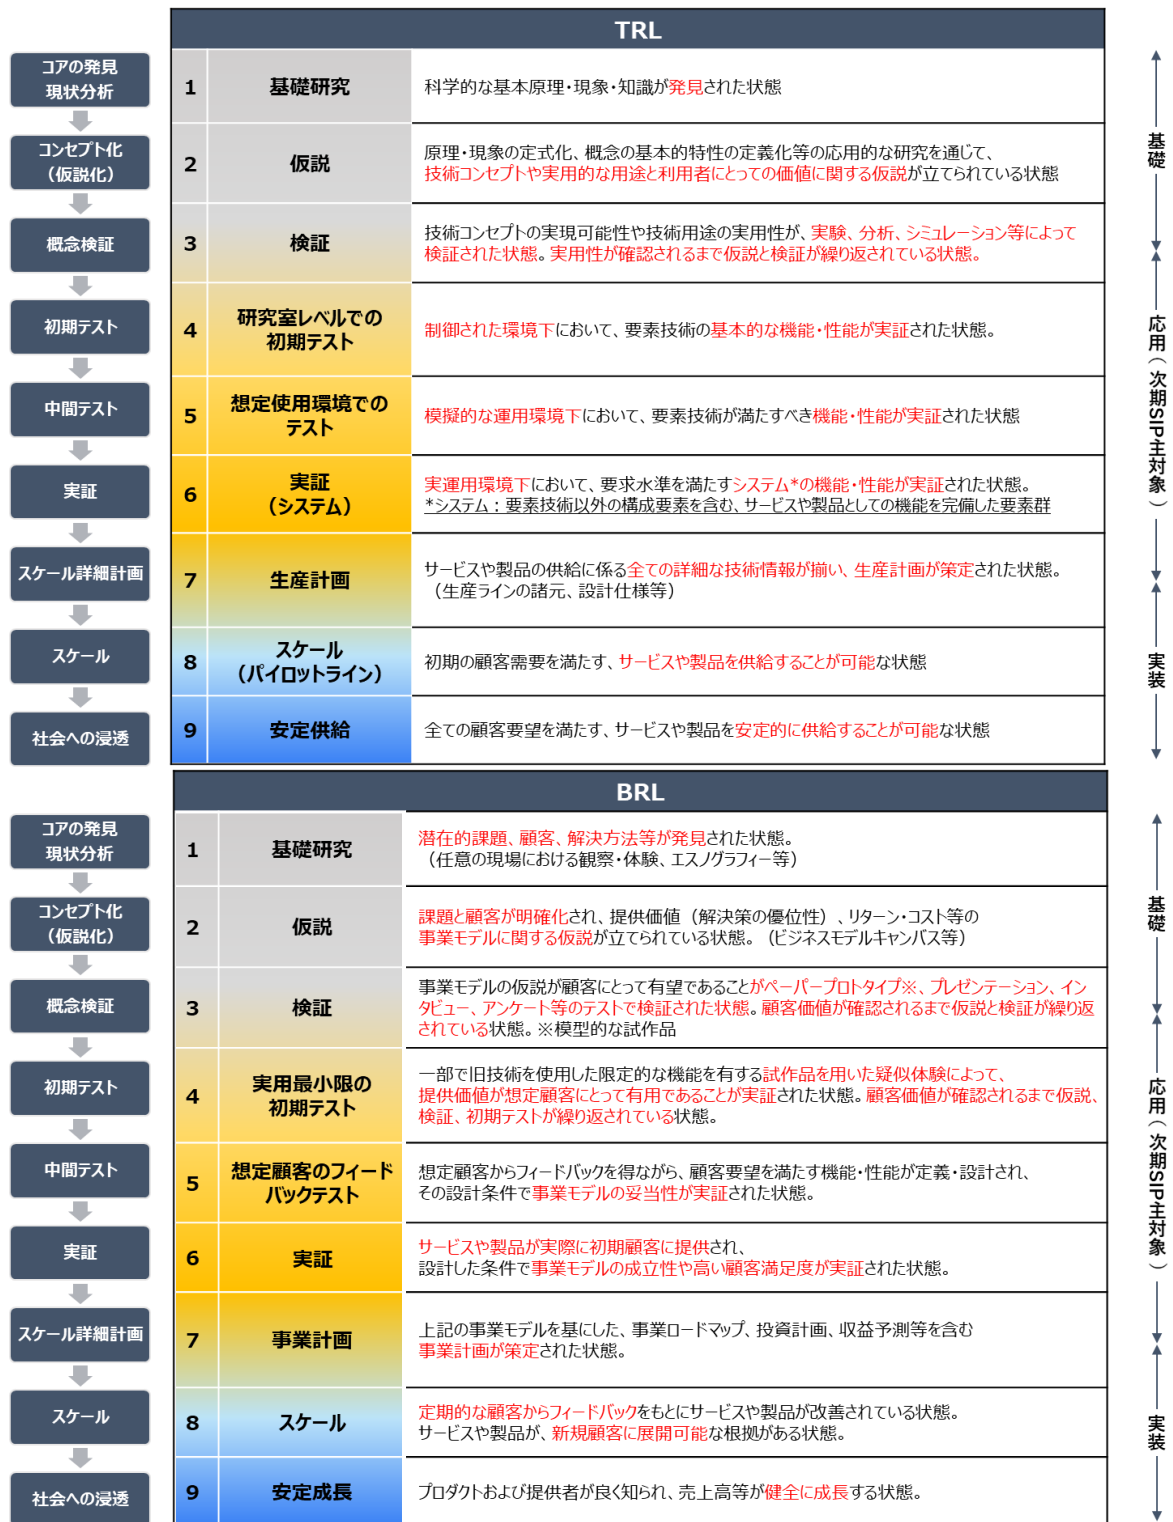 TRL
コアの発見
現状分析
1
基礎研究
科学的な基本原理・現象・知識が発見された状態
コンセプト化
（仮説化）
2
仮説
原理・現象の定式化、概念の基本的特性の定義化等の応用的な研究を通じて、
技術コンセプトや実用的な用途と利用者にとっての価値に関する仮説が立てられている状態
概念検証
3
検証
技術コンセプトの実現可能性や技術用途の実用性が、実験、分析、シミュレーション等によって
検証された状態。実用性が確認されるまで仮説と検証が繰り返されている状態。
初期テスト
4
研究室レベルでの
初期テスト
制御された環境下において、要素技術の基本的な機能・性能が実証された状態。
中間テスト
5
想定使用環境での
テスト
模擬的な運用環境下において、要素技術が満たすべき機能・性能が実証された状態
実証
6
実証
（システム）
実運用環境下において、要求水準を満たすシステム*の機能・性能が実証された状態。
*システム：要素技術以外の構成要素を含む、サービスや製品としての機能を完備した要素群
スケール詳細計画
7
生産計画
サービスや製品の供給に係る全ての詳細な技術情報が揃い、生産計画が策定された状態。
（生産ラインの諸元、設計仕様等）
スケール
8
スケール
（パイロットライン）
初期の顧客需要を満たす、サービスや製品を供給することが可能な状態
社会への浸透
9
安定供給
全ての顧客要望を満たす、サービスや製品を安定的に供給することが可能な状態
基礎
応用（次期SIP主対象）
実装
BRL
コアの発見
現状分析
1
基礎研究
潜在的課題、顧客、解決方法等が発見された状態。
（任意の現場における観察・体験、エスノグラフィー等）
コンセプト化
（仮説化）
2
仮説
課題と顧客が明確化され、提供価値（解決策の優位性）、リターン・コスト等の
事業モデルに関する仮説が立てられている状態。（ビジネスモデルキャンバス等）
概念検証
3
検証
事業モデルの仮説が顧客にとって有望であることがペーパープロトタイプ※、プレゼンテーション、イン
タビュー、アンケート等のテストで検証された状態。顧客価値が確認されるまで仮説と検証が繰り返
されている状態。※模型的な試作品
初期テスト
4
実用最小限の
初期テスト
一部で旧技術を使用した限定的な機能を有する試作品を用いた疑似体験によって、
提供価値が想定顧客にとって有用であることが実証された状態。顧客価値が確認されるまで仮説、
検証、初期テストが繰り返されている状態。
中間テスト
5
想定顧客のフィード
バックテスト
想定顧客からフィードバックを得ながら、顧客要望を満たす機能・性能が定義・設計され、
その設計条件で事業モデルの妥当性が実証された状態。
実証
6
実証
サービスや製品が実際に初期顧客に提供され、
設計した条件で事業モデルの成立性や高い顧客満足度が実証された状態。
スケール詳細計画
7
事業計画
上記の事業モデルを基にした、事業ロードマップ、投資計画、収益予測等を含む
事業計画が策定された状態。
スケール
8
スケール
定期的な顧客からフィードバックをもとにサービスや製品が改善されている状態。
サービスや製品が、新規顧客に展開可能な根拠がある状態。
社会への浸透
9
安定成長
プロダクトおよび提供者が良く知られ、売上高等が健全に成長する状態。
基礎
応用（次期SIP主対象）
実装